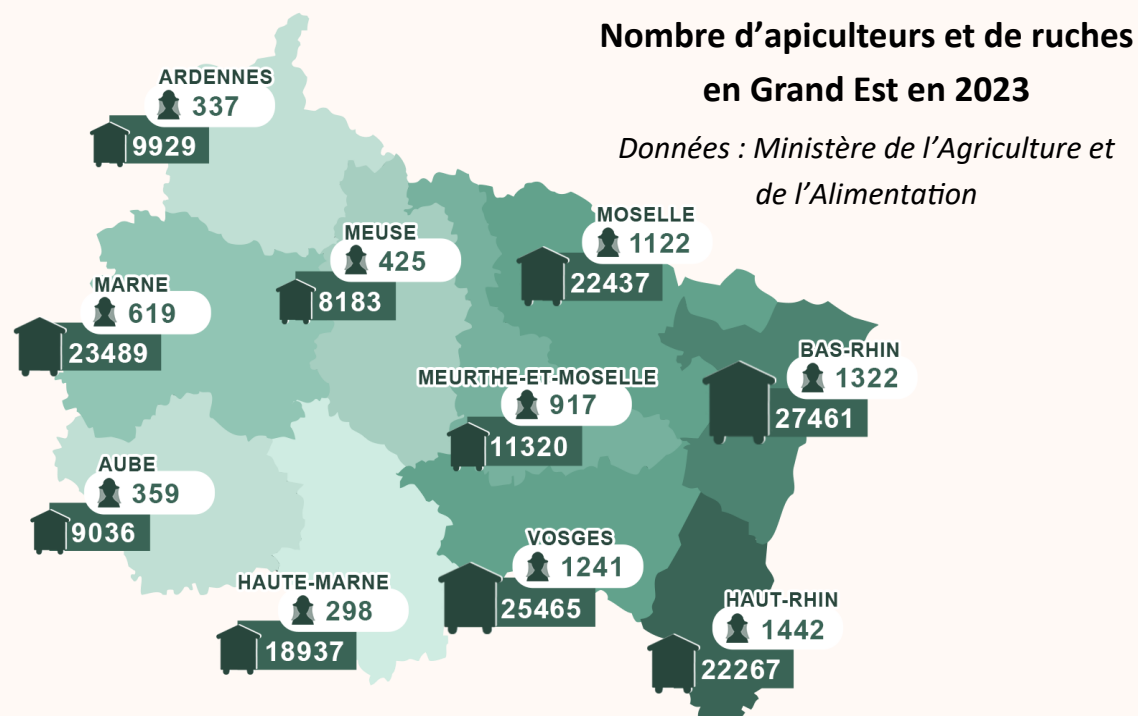 Nombre d’apiculteurs et de ruches
en Grand Est en 2023
Données : Ministère de l’Agriculture et
de l’Alimentation
ARDENNES
337
9929
MEUSE
425
8183
MOSELLE
1122
22437
MARNE
619
23489
BAS-RHIN
1322
27461
MEURTHE-ET-MOSELLE
917
11320
AUBE
359
9036
VOSGES
1241
25465
HAUTE-MARNE
298
18937
HAUT-RHIN
1442
22267